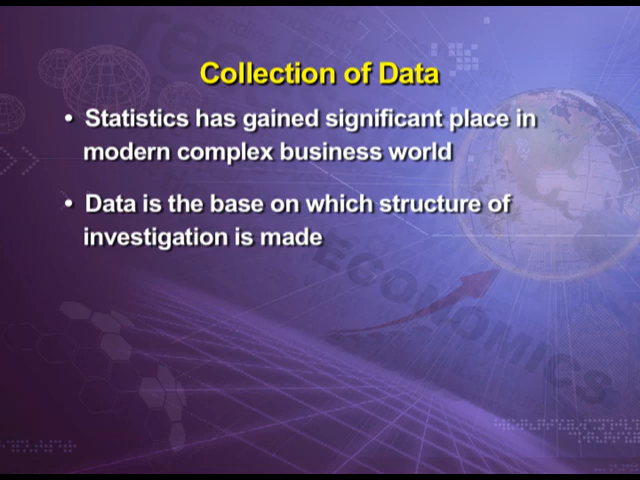 Collection of Data
• Statistics has gained significant place in
modern complex business world
• Data is the base on which structure of
investigation is made
ECONOMICS